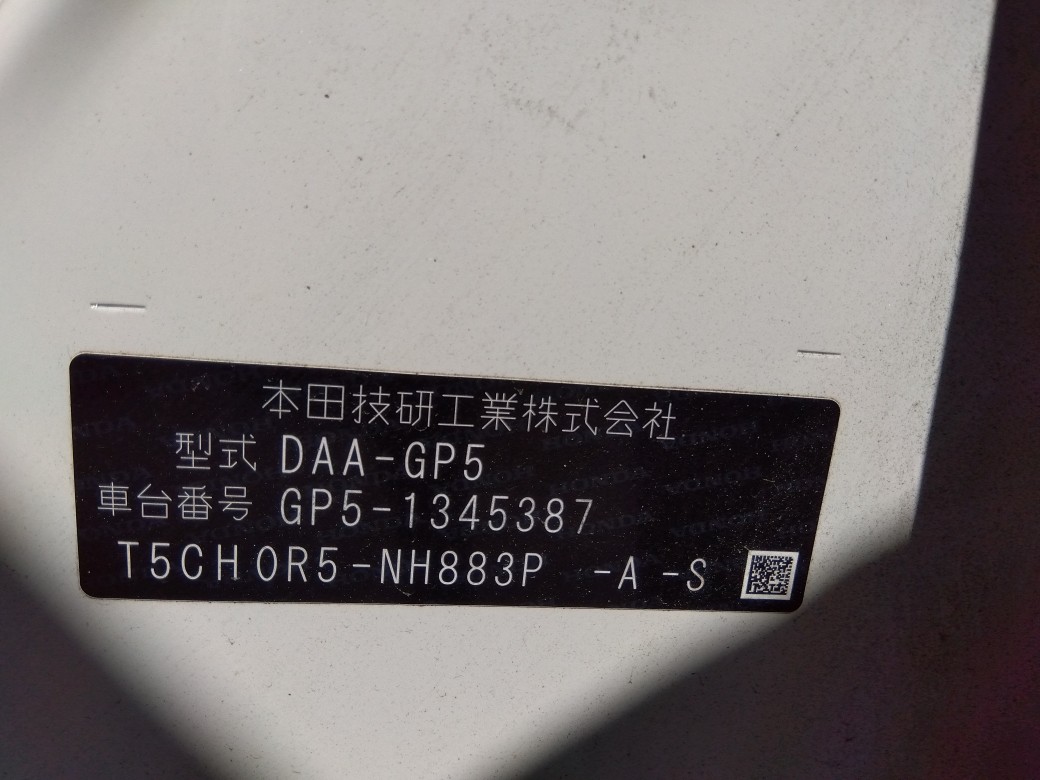 本田技研工業株式会社
型式 DAA-GP5
車台番号 GP5-1345387
T5CH0R5-NH883P -A -S